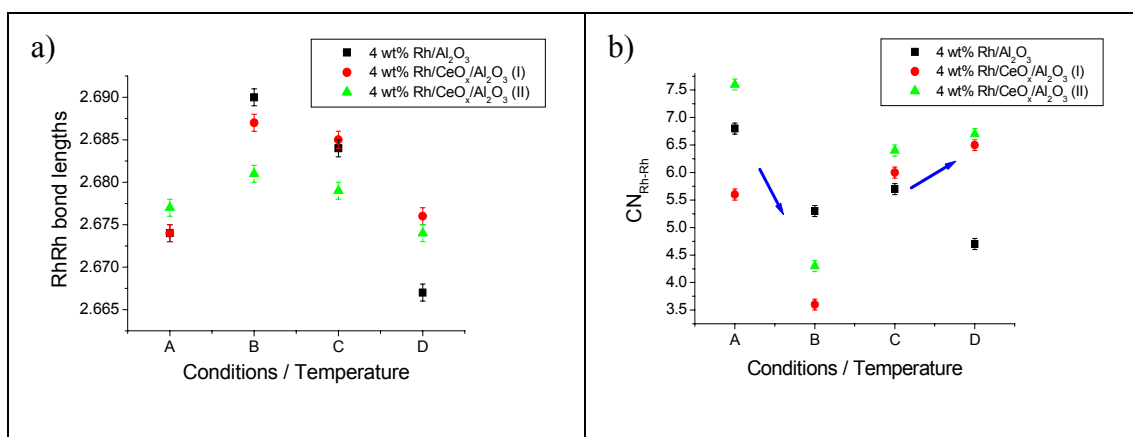 a)
4 wt% Rh/Al₂O₃
4 wt% Rh/CeOₓ/Al₂O₃ (I)
4 wt% Rh/CeOₓ/Al₂O₃ (II)
2.690
2.685
2.680
2.675
2.670
2.665
RhRh bond lengths
A B C D
Conditions / Temperature
b)
4 wt% Rh/Al₂O₃
4 wt% Rh/CeOₓ/Al₂O₃ (I)
4 wt% Rh/CeOₓ/Al₂O₃ (II)
7.5
7.0
6.5
6.0
5.5
5.0
4.5
4.0
3.5
CN Rh-Rh
A B C D
Conditions / Temperature